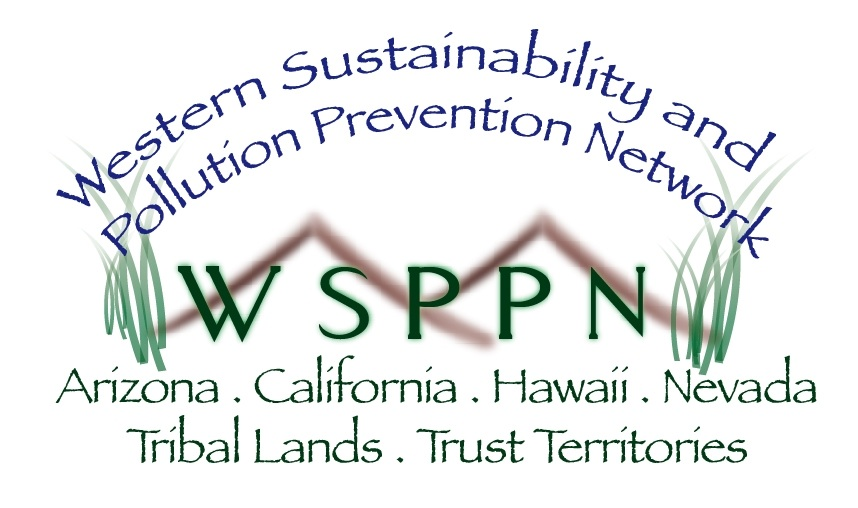 Western Sustainability and
Pollution Prevention Network
WSPPN
Arizona . California . Hawaii . Nevada
Tribal Lands . Trust Territories